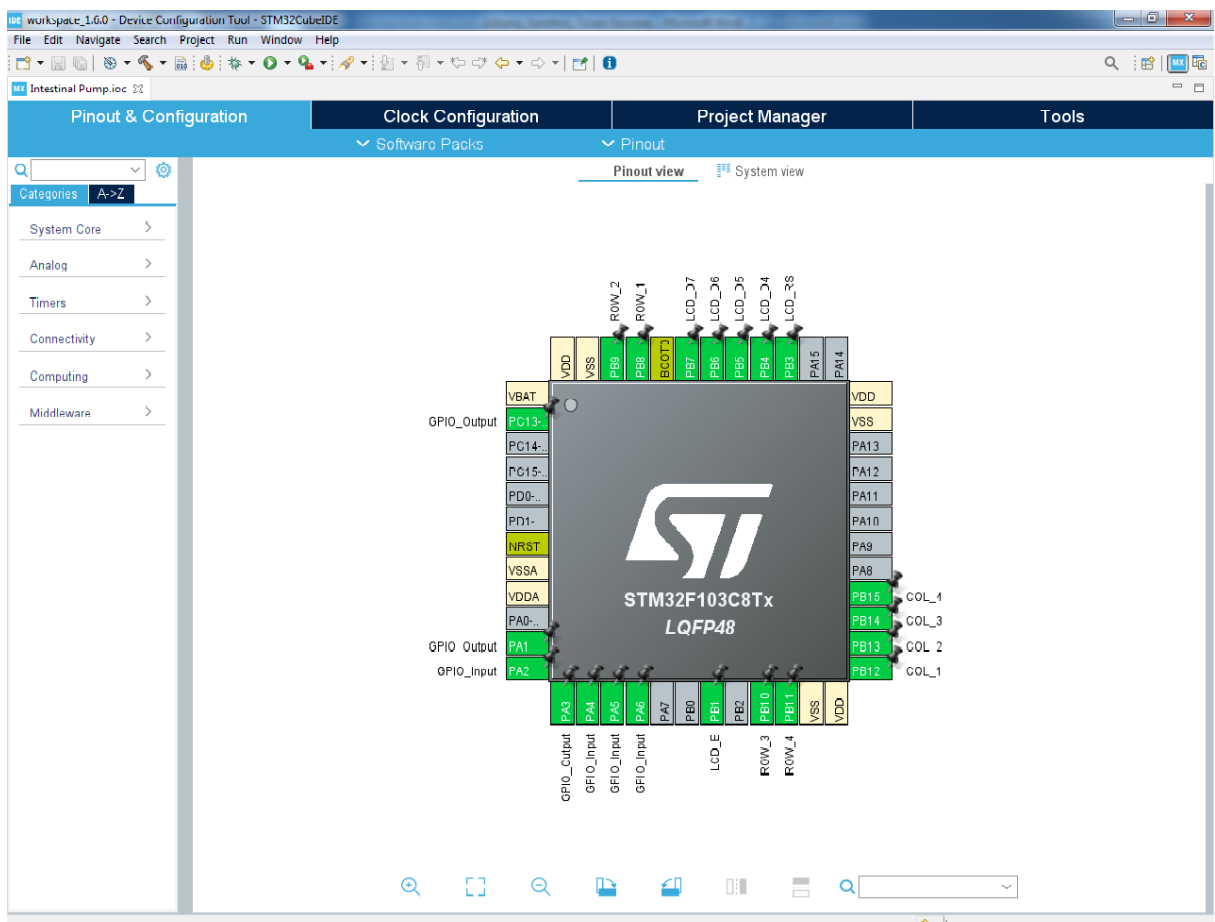 IDE workspace_1.6.0 - Device Configuration Tool - STM32CubeIDE
File Edit Navigate Search Project Run Window Help
MX Intestinal Pump.ioc
Pinout & Configuration Clock Configuration Project Manager Tools
Software Packs Pinout
Pinout view System view
Categories A->Z
System Core
Analog
Timers
Connectivity
Computing
Middleware
ROW_2 ROW_1 LCD_D7 LCD_D6 LCD_D5 LCD_D4 LCD_RS
VDD VSS PB9 PB8 BOOT0 PB7 PB6 PB5 PB4 PB3 PA15 PA14
VBAT VDD
GPIO_Output PC13-.. VSS
PC14-.. PA13
PC15-.. PA12
PD0-.. PA11
PD1- PA10
NRST PA9
VSSA PA8
VDDA PB15 COL_4
PA0-.. PB14 COL_3
GPIO_Output PA1 PB13 COL_2
GPIO_Input PA2 PB12 COL_1
STM32F103C8Tx
LQFP48
PA3 PA4 PA5 PA6 PA7 PB0 PB1 PB2 PB10 PB11 VSS VDD
GPIO_Output GPIO_Input GPIO_Input GPIO_Input LCD_E ROW_3 ROW_4